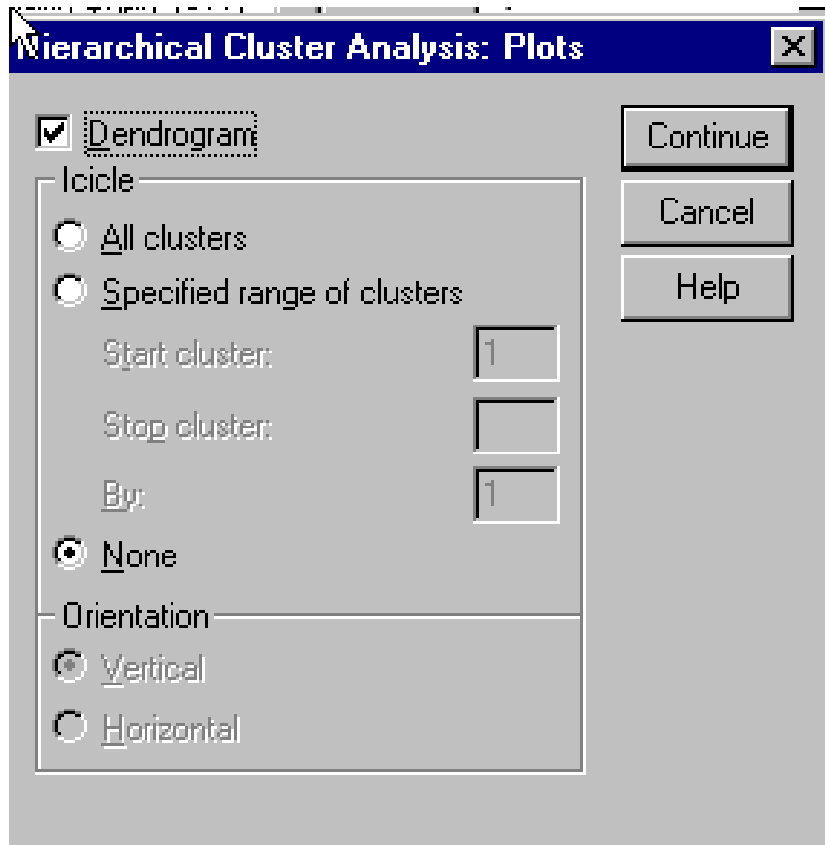 Hierarchical Cluster Analysis: Plots
Dendrogram
Continue
Icicle
Cancel
All clusters
Specified range of clusters
Help
Start cluster:
1
Stop cluster:
By:
1
None
Orientation
Vertical
Horizontal